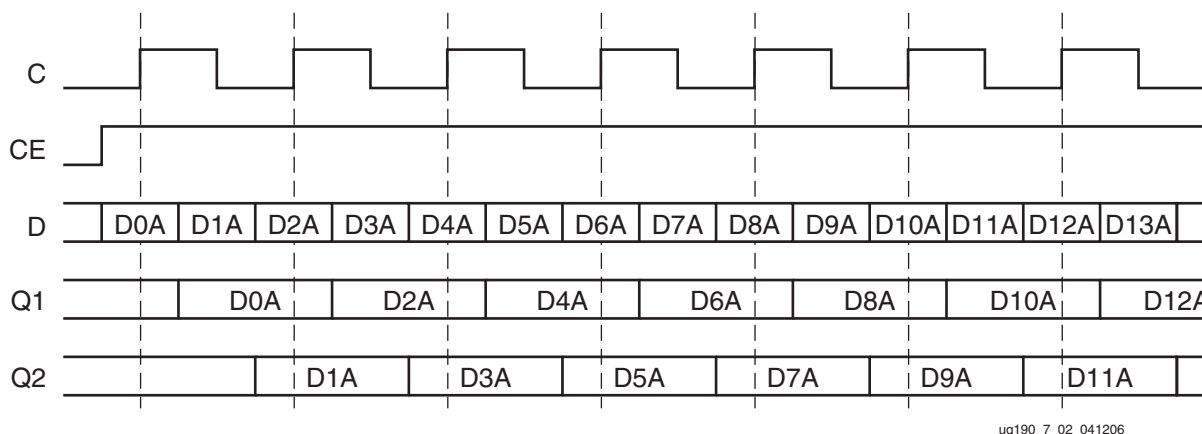 C
CE
D D0A D1A D2A D3A D4A D5A D6A D7A D8A D9A D10A D11A D12A D13A
Q1 D0A D2A D4A D6A D8A D10A D12A
Q2 D1A D3A D5A D7A D9A D11A
ug190_7_02_041206